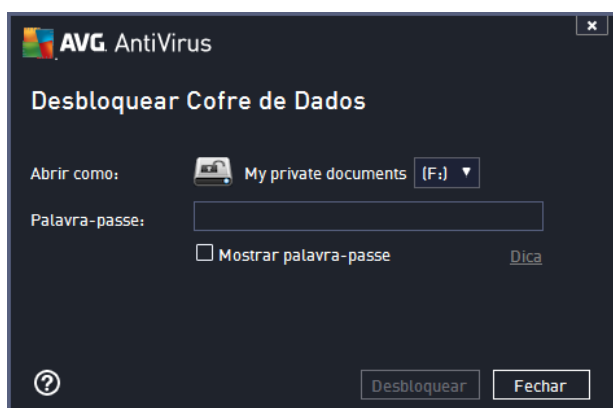 AVG. AntiVirus
Desbloquear Cofre de Dados
Abrir como: My private documents (F:)
Palavra-passe:
Mostrar palavra-passe Dica
Desbloquear Fechar